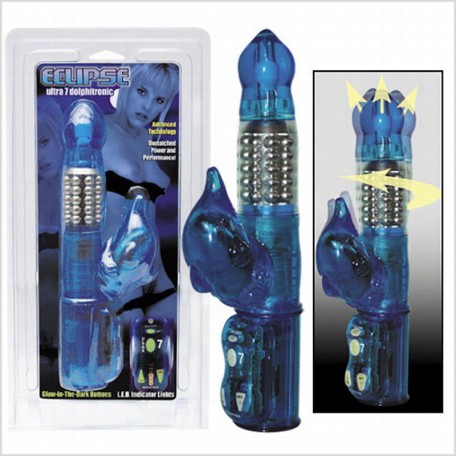 ECLIPSE
ultra 7 dolphitronic
Advanced
Technology
Unmatched
Power and
Performance!
7
Glow-In-The-Dark Buttons
L.E.D. Indicator Lights
7
7